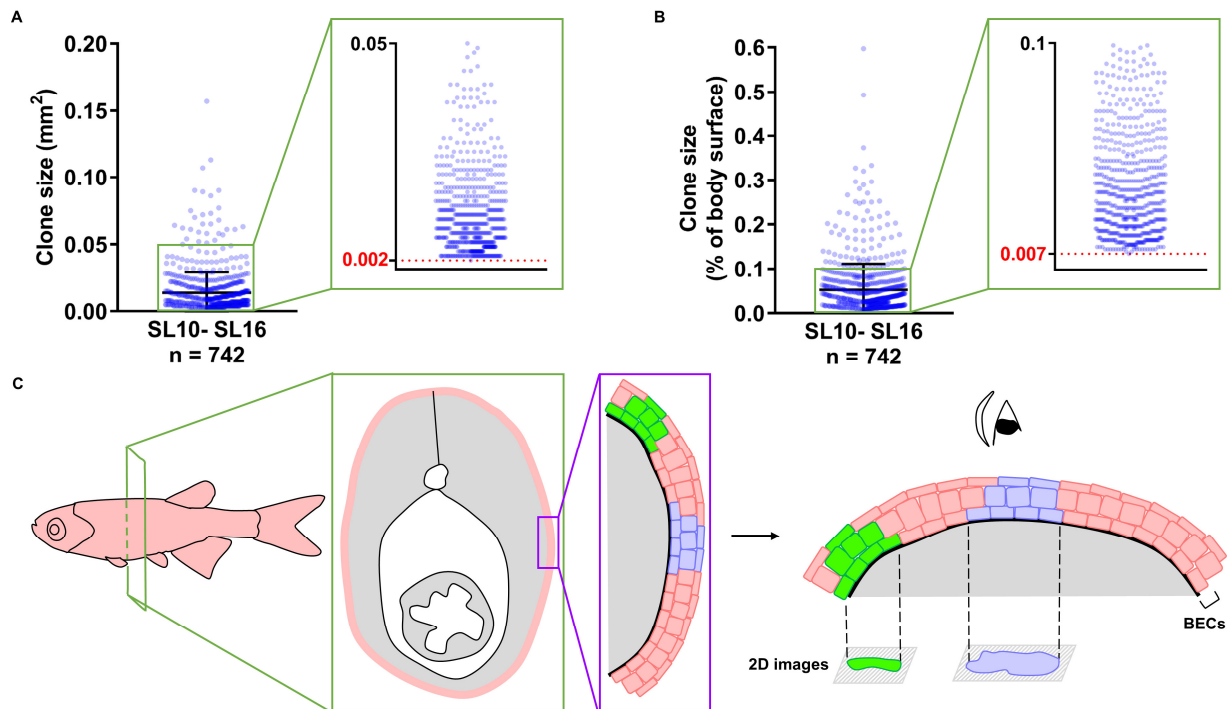 A
Clone size (mm2)
0.20
0.15
0.10
0.05
0.00
SL10- SL16
n = 742
0.05
0.002
B
Clone size
(% of body surface)
0.6
0.5
0.4
0.3
0.2
0.1
0.0
SL10- SL16
n = 742
0.1
0.007
C
BECs
2D images